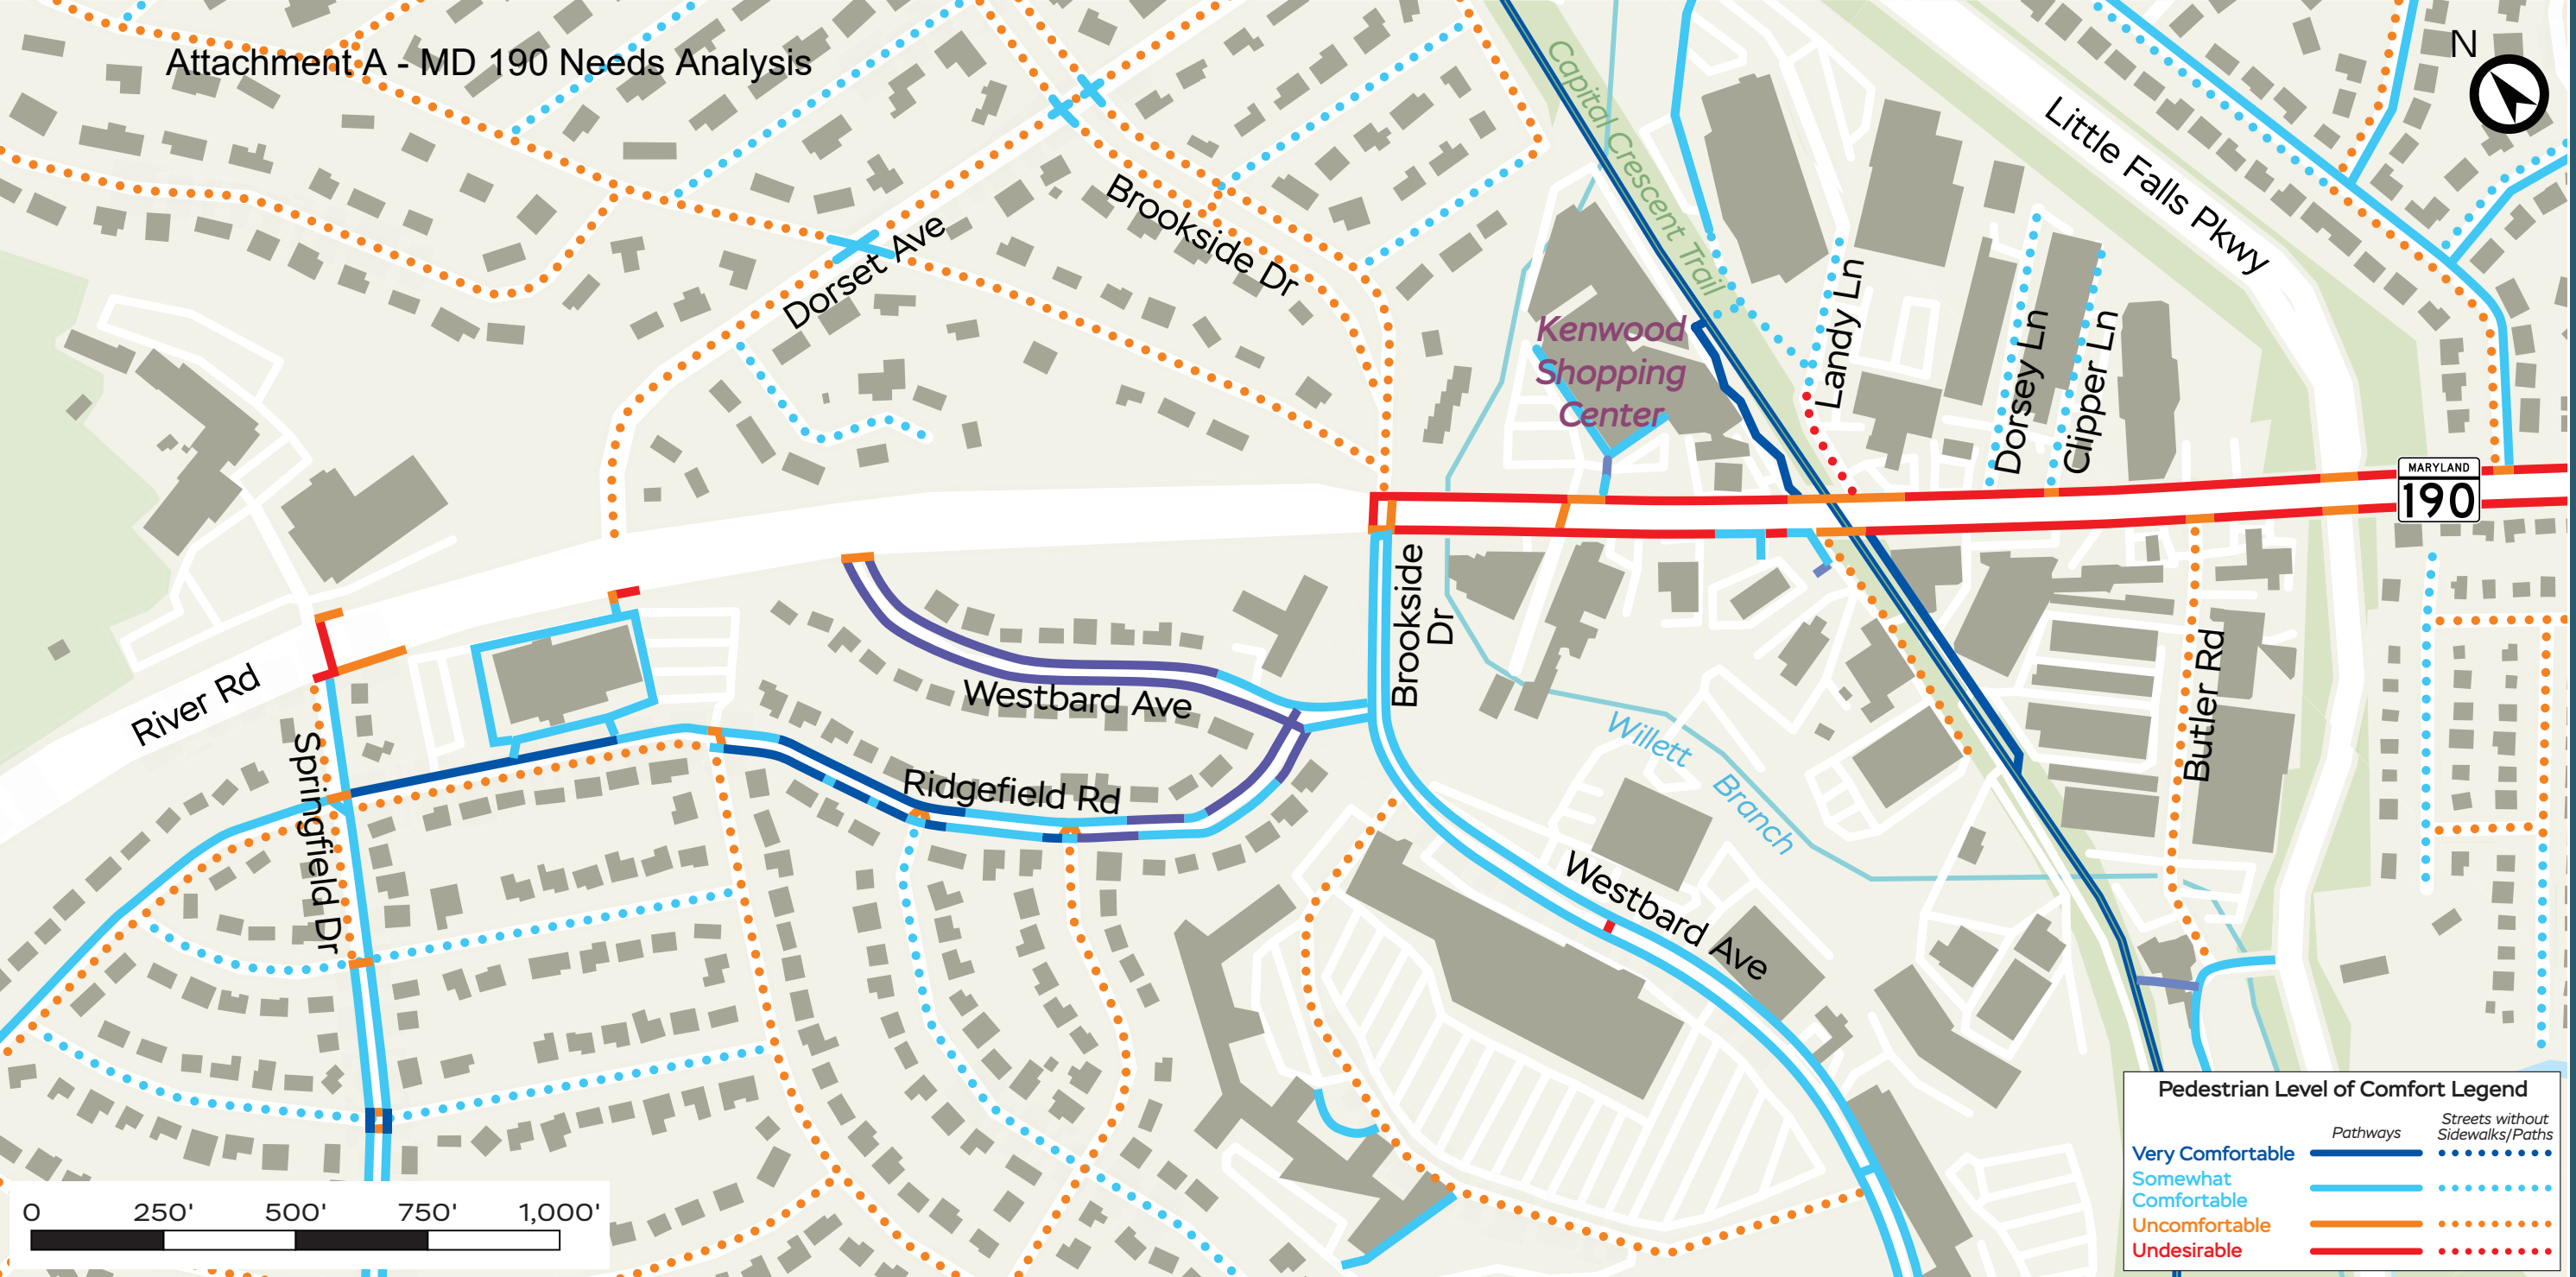 Attachment A - MD 190 Needs Analysis
N
Capital Crescent Trail
Little Falls Pkwy
Brookside Dr
Dorset Ave
Kenwood
Shopping
Center
Landy Ln
Dorsey Ln
Clipper Ln
MARYLAND
190
River Rd
Springfield Dr
Westbard Ave
Ridgefield Rd
Brookside
Dr
Willett Branch
Butler Rd
Westbard Ave
0 250' 500' 750' 1,000'
Pedestrian Level of Comfort Legend
Pathways
Streets without
Sidewalks/Paths
Very Comfortable
Somewhat
Comfortable
Uncomfortable
Undesirable